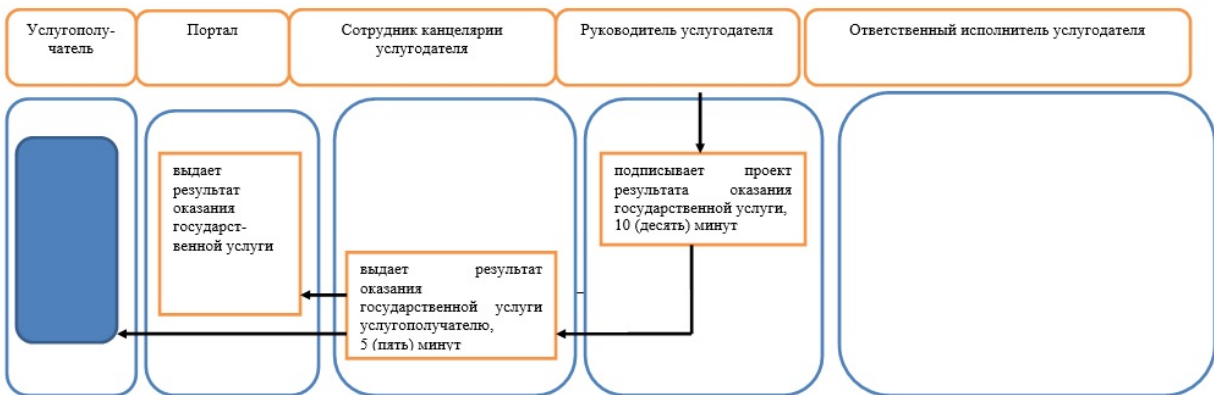 Услугополу-
чатель
Портал
Сотрудник канцелярии
услугодателя
Руководитель услугодателя
Ответственный исполнитель услугодателя
выдает
результат
оказания
государст-
венной услуги
подписывает проект
результата оказания
государственной услуги,
10 (десять) минут
выдает результат
оказания
государственной услуги
услугополучателю,
5 (пять) минут